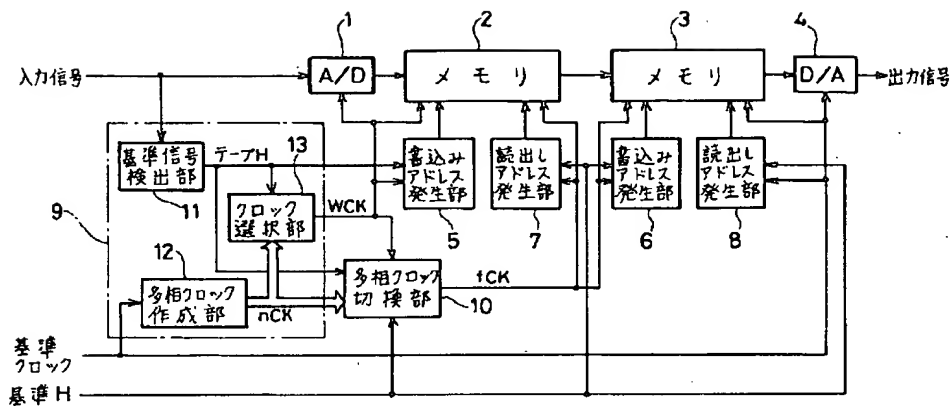 1
2
3
4
入力信号
A/D
メモリ
メモリ
D/A
出力信号
基準信号
検出部
11
テープH
13
クロック
選択部
WCK
書込み
アドレス
発生部
5
読出し
アドレス
発生部
7
書込み
アドレス
発生部
6
読出し
アドレス
発生部
8
9
12
多相クロック
作成部
nCK
多相クロック
切換部
10
tCK
基準
クロック
基準H